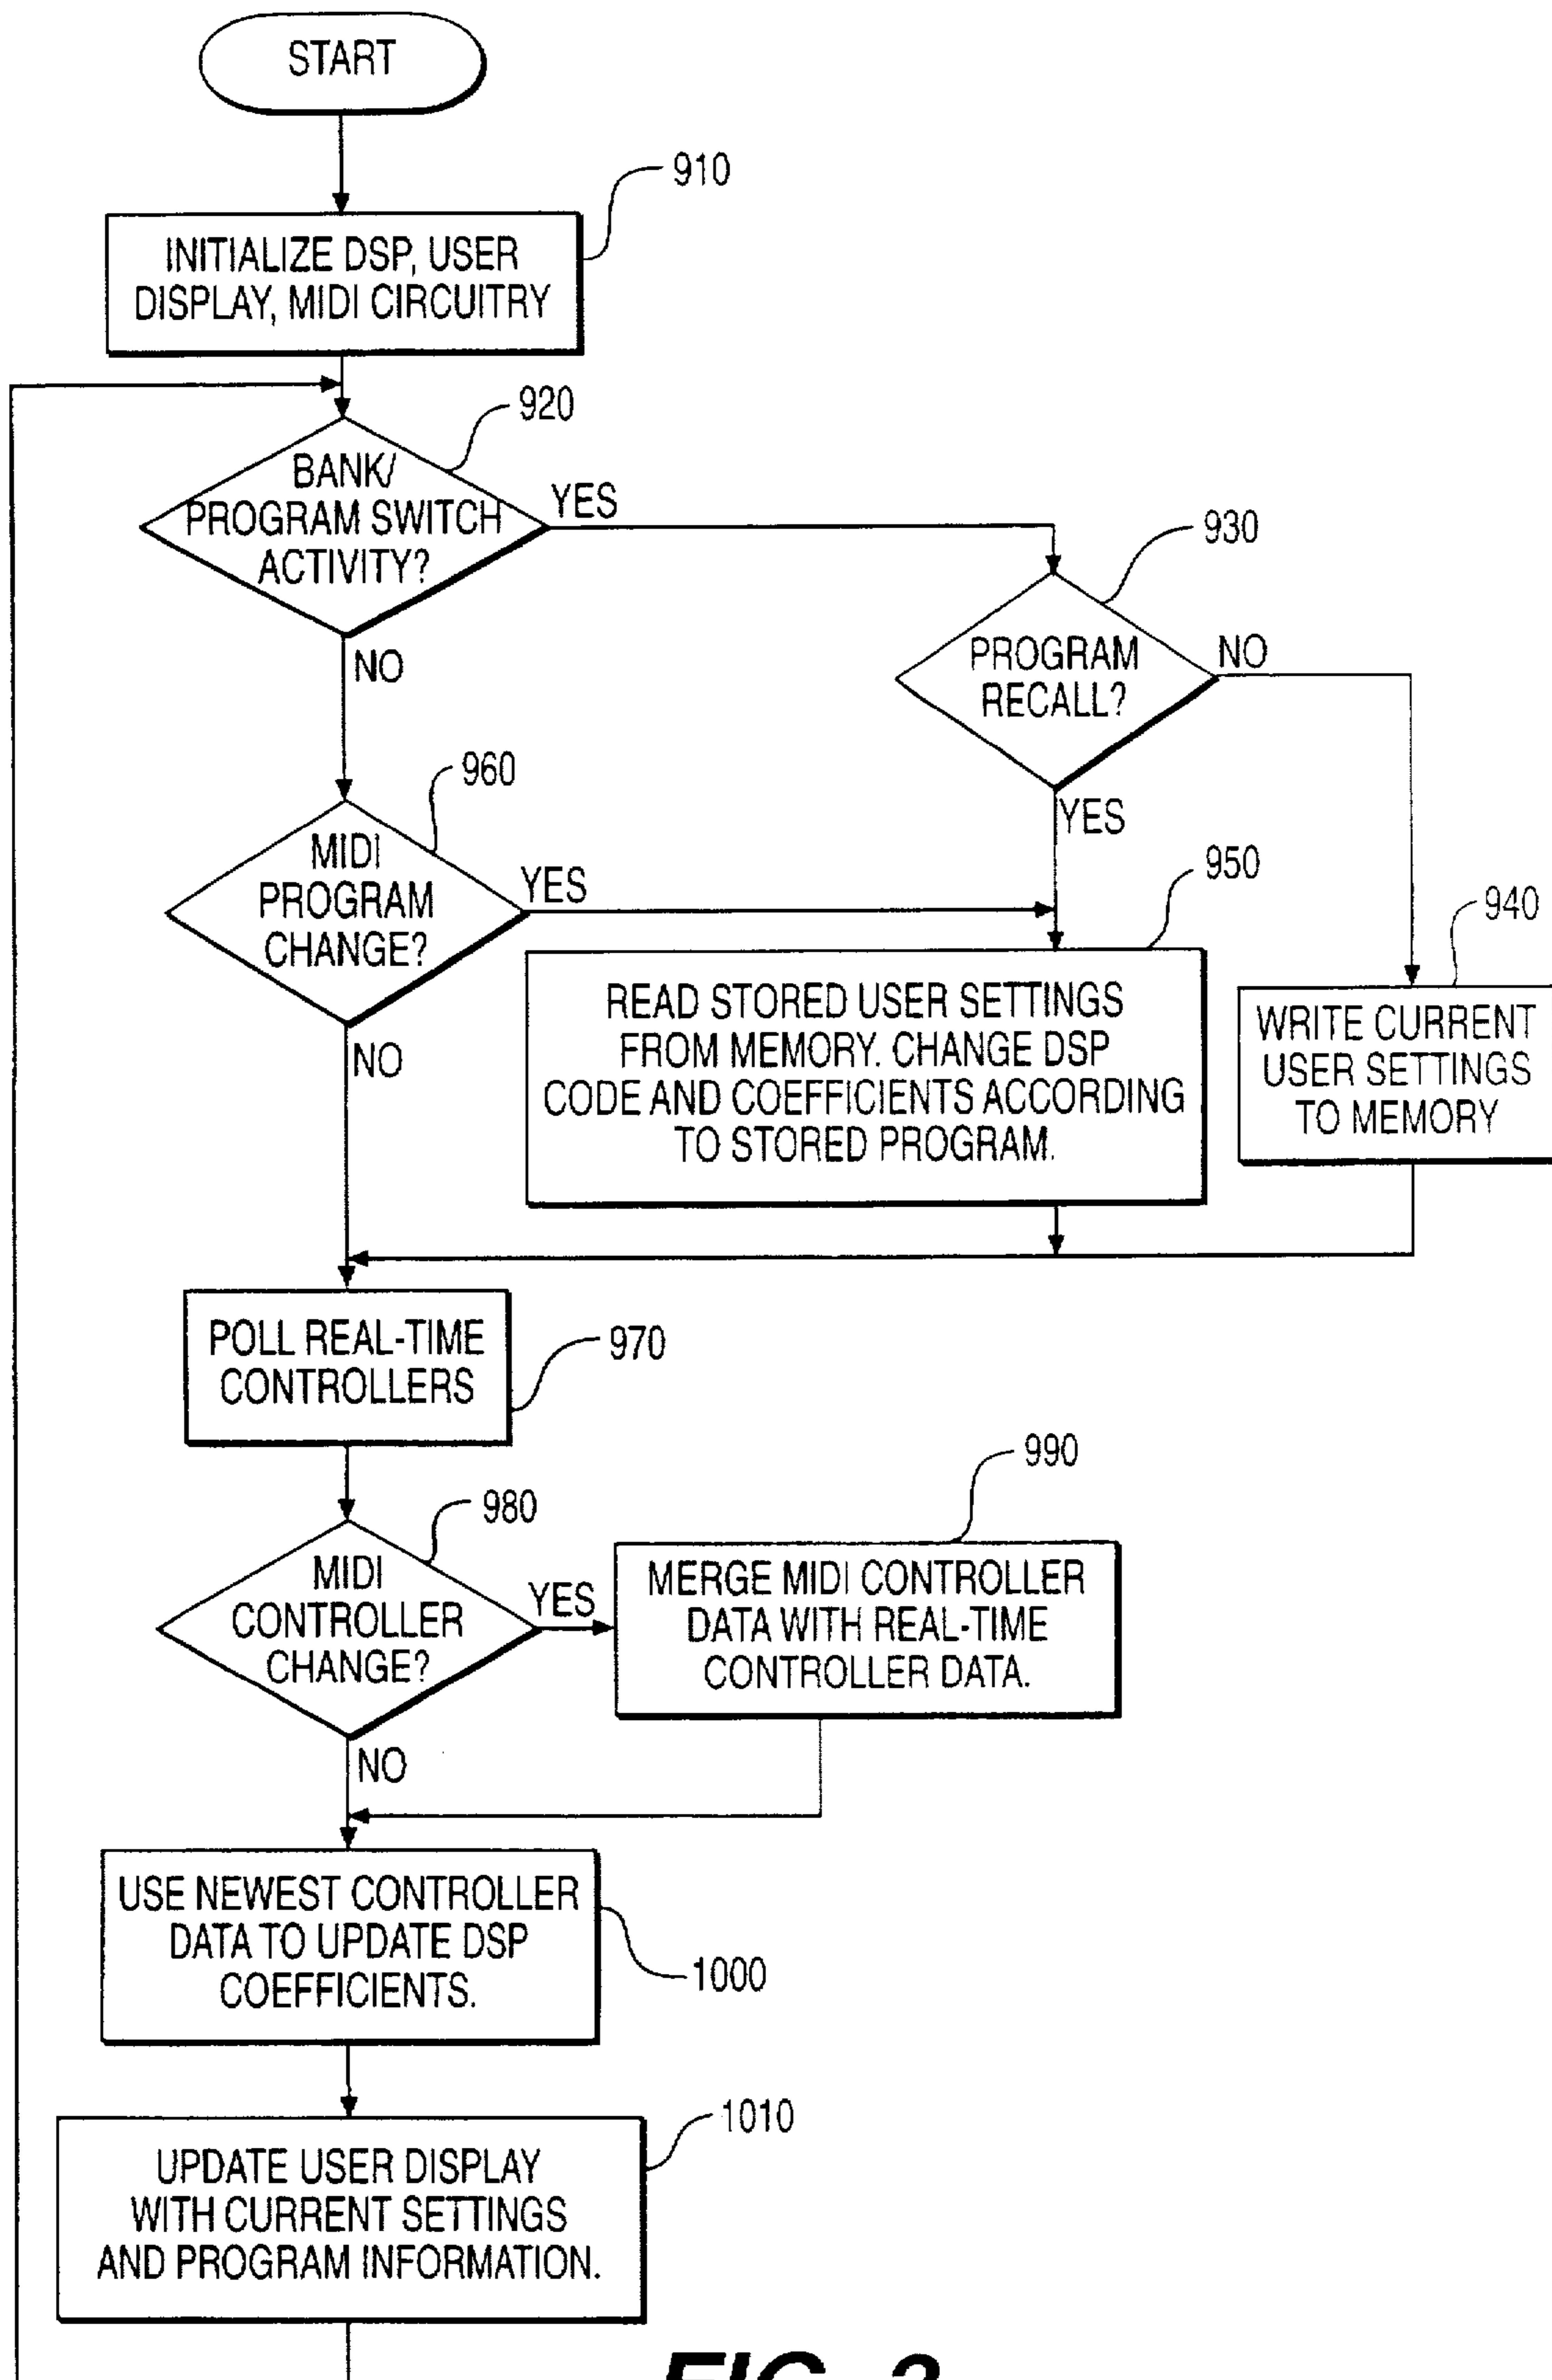 START
910
INITIALIZE DSP, USER
DISPLAY, MIDI CIRCUITRY
920
BANK/
PROGRAM SWITCH
ACTIVITY?
YES
NO
930
PROGRAM
RECALL?
NO
YES
960
MIDI
PROGRAM
CHANGE?
YES
NO
950
READ STORED USER SETTINGS
FROM MEMORY. CHANGE DSP
CODE AND COEFFICIENTS ACCORDING
TO STORED PROGRAM.
940
WRITE CURRENT
USER SETTINGS
TO MEMORY
POLL REAL-TIME
CONTROLLERS
970
980
MIDI
CONTROLLER
CHANGE?
YES
NO
990
MERGE MIDI CONTROLLER
DATA WITH REAL-TIME
CONTROLLER DATA.
USE NEWEST CONTROLLER
DATA TO UPDATE DSP
COEFFICIENTS.
1000
1010
UPDATE USER DISPLAY
WITH CURRENT SETTINGS
AND PROGRAM INFORMATION.
FIG.